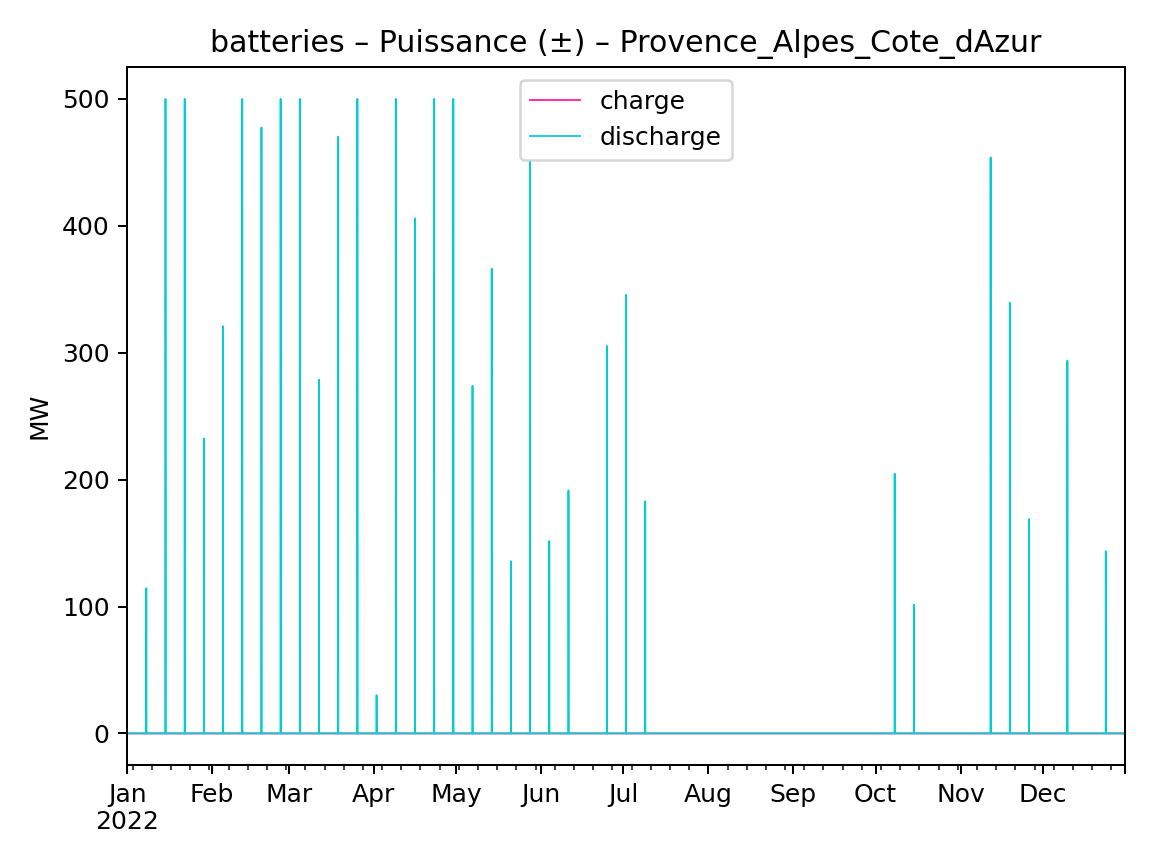 batteries – Puissance (±) – Provence_Alpes_Cote_dAzur
charge
discharge
500
400
300
200
100
0
MW
Jan Feb Mar Apr May Jun Jul Aug Sep Oct Nov Dec
2022